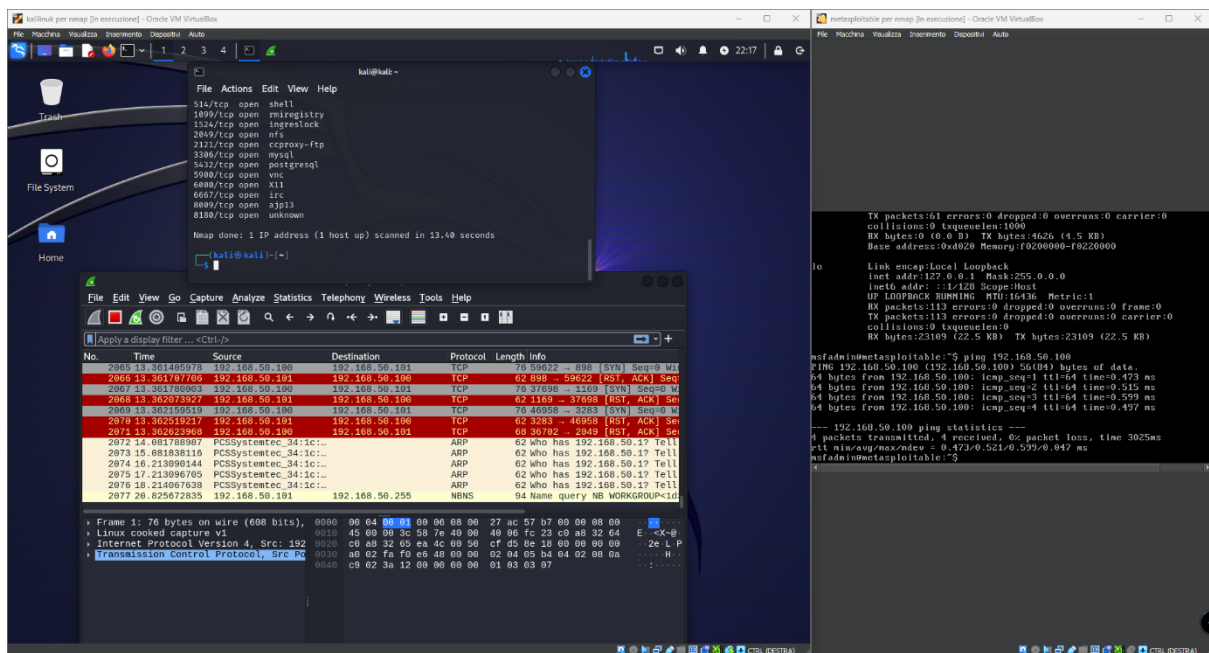 kalilinuk per nmap [In esecuzione] - Oracle VM VirtualBox
File Macchina Visualizza Inserimento Dispositivi Aiuto
1 2 3 4
22:17
Trash
File System
Home
kali@kali: ~
File Actions Edit View Help
514/tcp open shell
1099/tcp open rmiregistry
1524/tcp open ingreslock
2049/tcp open nfs
2121/tcp open ccproxy-ftp
3306/tcp open mysql
5432/tcp open postgresql
5900/tcp open vnc
6000/tcp open X11
6667/tcp open irc
8009/tcp open ajp13
8180/tcp open unknown
Nmap done: 1 IP address (1 host up) scanned in 13.40 seconds
(kali㉿kali)-[~]
$
File Edit View Go Capture Analyze Statistics Telephony Wireless Tools Help
Apply a display filter ... <Ctrl-/>
No. Time Source Destination Protocol Length Info
2065 13.361405978 192.168.50.100 192.168.50.101 TCP 76 59622 → 898 [SYN] Seq=0 Wi
2066 13.361707706 192.168.50.101 192.168.50.100 TCP 62 898 → 59622 [RST, ACK] Seq
2067 13.361780003 192.168.50.100 192.168.50.101 TCP 76 37698 → 1169 [SYN] Seq=0 W
2068 13.362073927 192.168.50.101 192.168.50.100 TCP 62 1169 → 37698 [RST, ACK] Se
2069 13.362159519 192.168.50.100 192.168.50.101 TCP 76 46958 → 3283 [SYN] Seq=0 W
2070 13.362519217 192.168.50.101 192.168.50.100 TCP 62 3283 → 46958 [RST, ACK] Se
2071 13.362623968 192.168.50.100 192.168.50.101 TCP 68 36702 → 2049 [RST, ACK] Se
2072 14.081788987 PCSSystemtec_34:1c:… ARP 62 Who has 192.168.50.1? Tell
2073 15.081838116 PCSSystemtec_34:1c:… ARP 62 Who has 192.168.50.1? Tell
2074 16.213090144 PCSSystemtec_34:1c:… ARP 62 Who has 192.168.50.1? Tell
2075 17.213096705 PCSSystemtec_34:1c:… ARP 62 Who has 192.168.50.1? Tell
2076 18.214067638 PCSSystemtec_34:1c:… ARP 62 Who has 192.168.50.1? Tell
2077 20.825672835 192.168.50.101 192.168.50.255 NBNS 94 Name query NB WORKGROUP<1d>
Frame 1: 76 bytes on wire (608 bits), 0000 00 04 00 01 00 06 08 00 27 ac 57 b7 00 00 08 00
Linux cooked capture v1 0010 45 00 00 3c 58 7e 40 00 40 06 fc 23 c0 a8 32 64 E··<X~@·
Internet Protocol Version 4, Src: 192 0020 c0 a8 32 65 ea 4c 00 50 cf d5 8e 18 00 00 00 00 ··2e·L·P
Transmission Control Protocol, Src Po 0030 a0 02 fa f0 e6 48 00 00 02 04 05 b4 04 02 08 0a ·····H··
0040 c9 02 3a 12 00 00 00 00 01 03 03 07 ··:·····
CTRL (DESTRA)
metasploitable per nmap [In esecuzione] - Oracle VM VirtualBox
File Macchina Visualizza Inserimento Dispositivi Aiuto
TX packets:61 errors:0 dropped:0 overruns:0 carrier:0
collisions:0 txqueuelen:1000
RX bytes:0 (0.0 B) TX bytes:4626 (4.5 KB)
Base address:0xd020 Memory:f0200000-f0220000
lo Link encap:Local Loopback
inet addr:127.0.0.1 Mask:255.0.0.0
inet6 addr: ::1/128 Scope:Host
UP LOOPBACK RUNNING MTU:16436 Metric:1
RX packets:113 errors:0 dropped:0 overruns:0 frame:0
TX packets:113 errors:0 dropped:0 overruns:0 carrier:0
collisions:0 txqueuelen:0
RX bytes:23109 (22.5 KB) TX bytes:23109 (22.5 KB)
msfadmin@metasploitable:~$ ping 192.168.50.100
PING 192.168.50.100 (192.168.50.100) 56(84) bytes of data.
64 bytes from 192.168.50.100: icmp_seq=1 ttl=64 time=0.473 ms
64 bytes from 192.168.50.100: icmp_seq=2 ttl=64 time=0.515 ms
64 bytes from 192.168.50.100: icmp_seq=3 ttl=64 time=0.599 ms
64 bytes from 192.168.50.100: icmp_seq=4 ttl=64 time=0.497 ms
--- 192.168.50.100 ping statistics ---
4 packets transmitted, 4 received, 0% packet loss, time 3025ms
rtt min/avg/max/mdev = 0.473/0.521/0.599/0.047 ms
msfadmin@metasploitable:~$
CTRL (DESTRA)